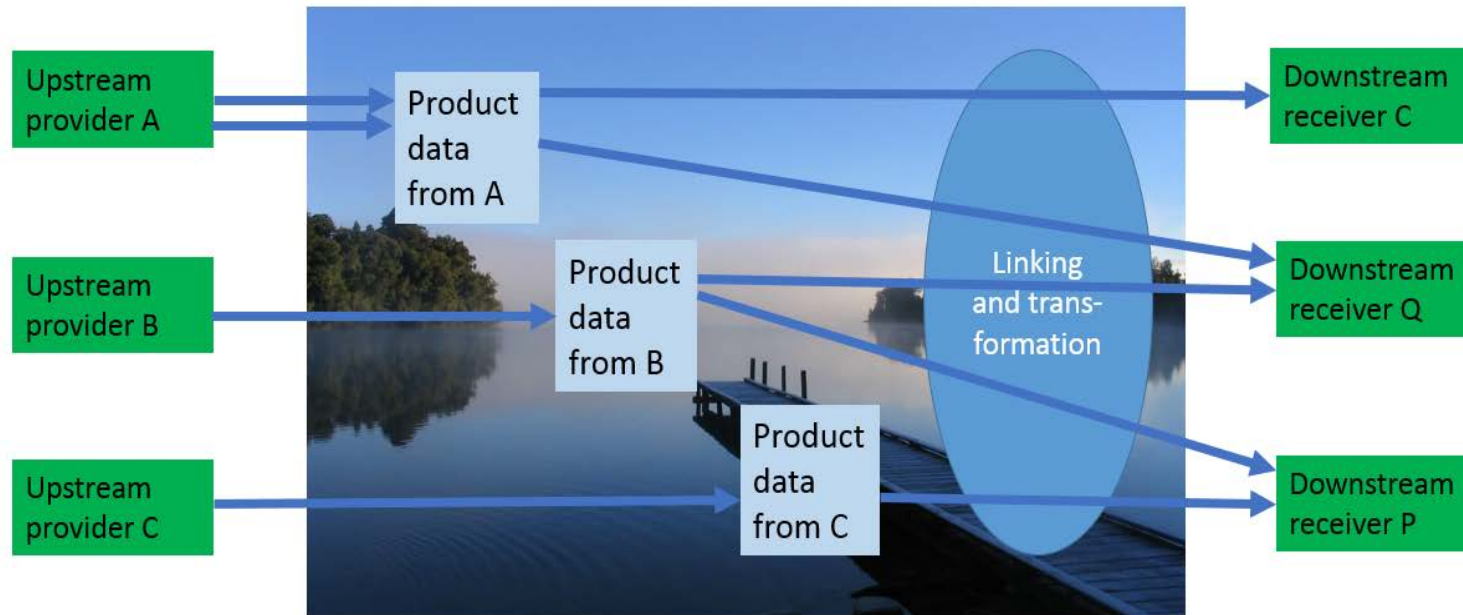 Upstream
provider A
Product
data
from A
Downstream
receiver C
Upstream
provider B
Product
data
from B
Linking
and trans-
formation
Downstream
receiver Q
Upstream
provider C
Product
data
from C
Downstream
receiver P